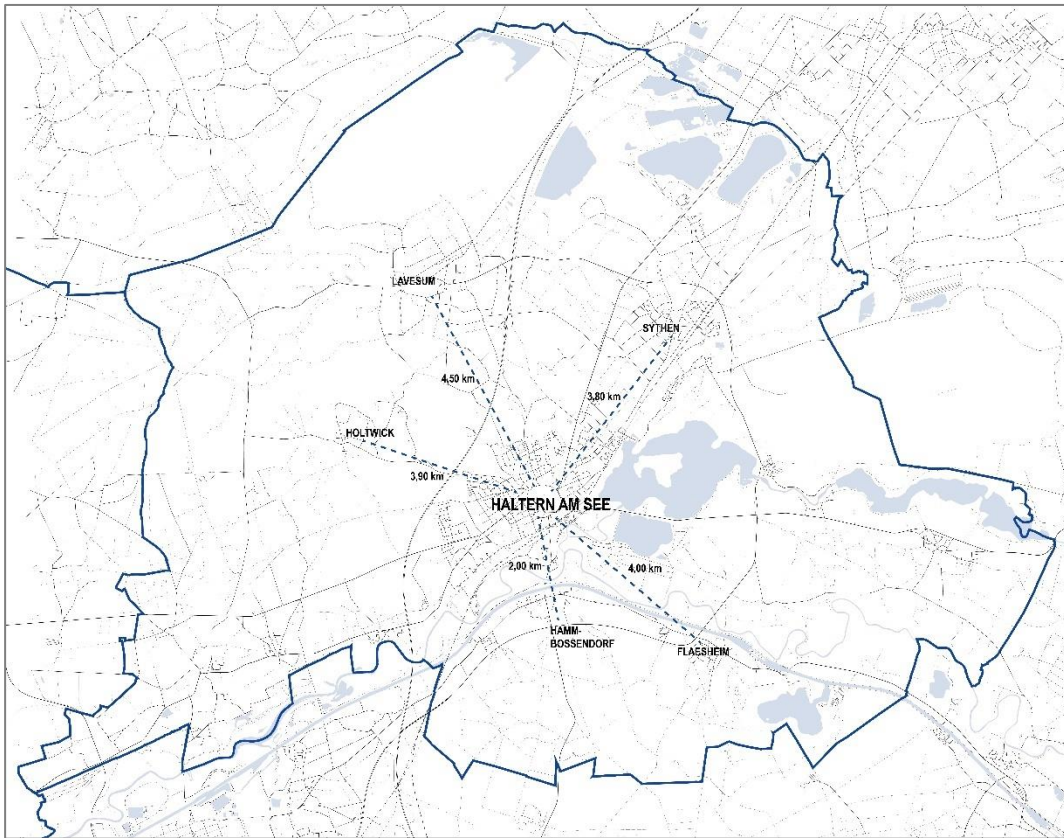 LAVESUM
SYTHEN
4,50 km
3,80 km
HOLTWICK
3,90 km
HALTERN AM SEE
2,00 km
4,00 km
HAMM-
BOSSENDORF
FLAESHEIM